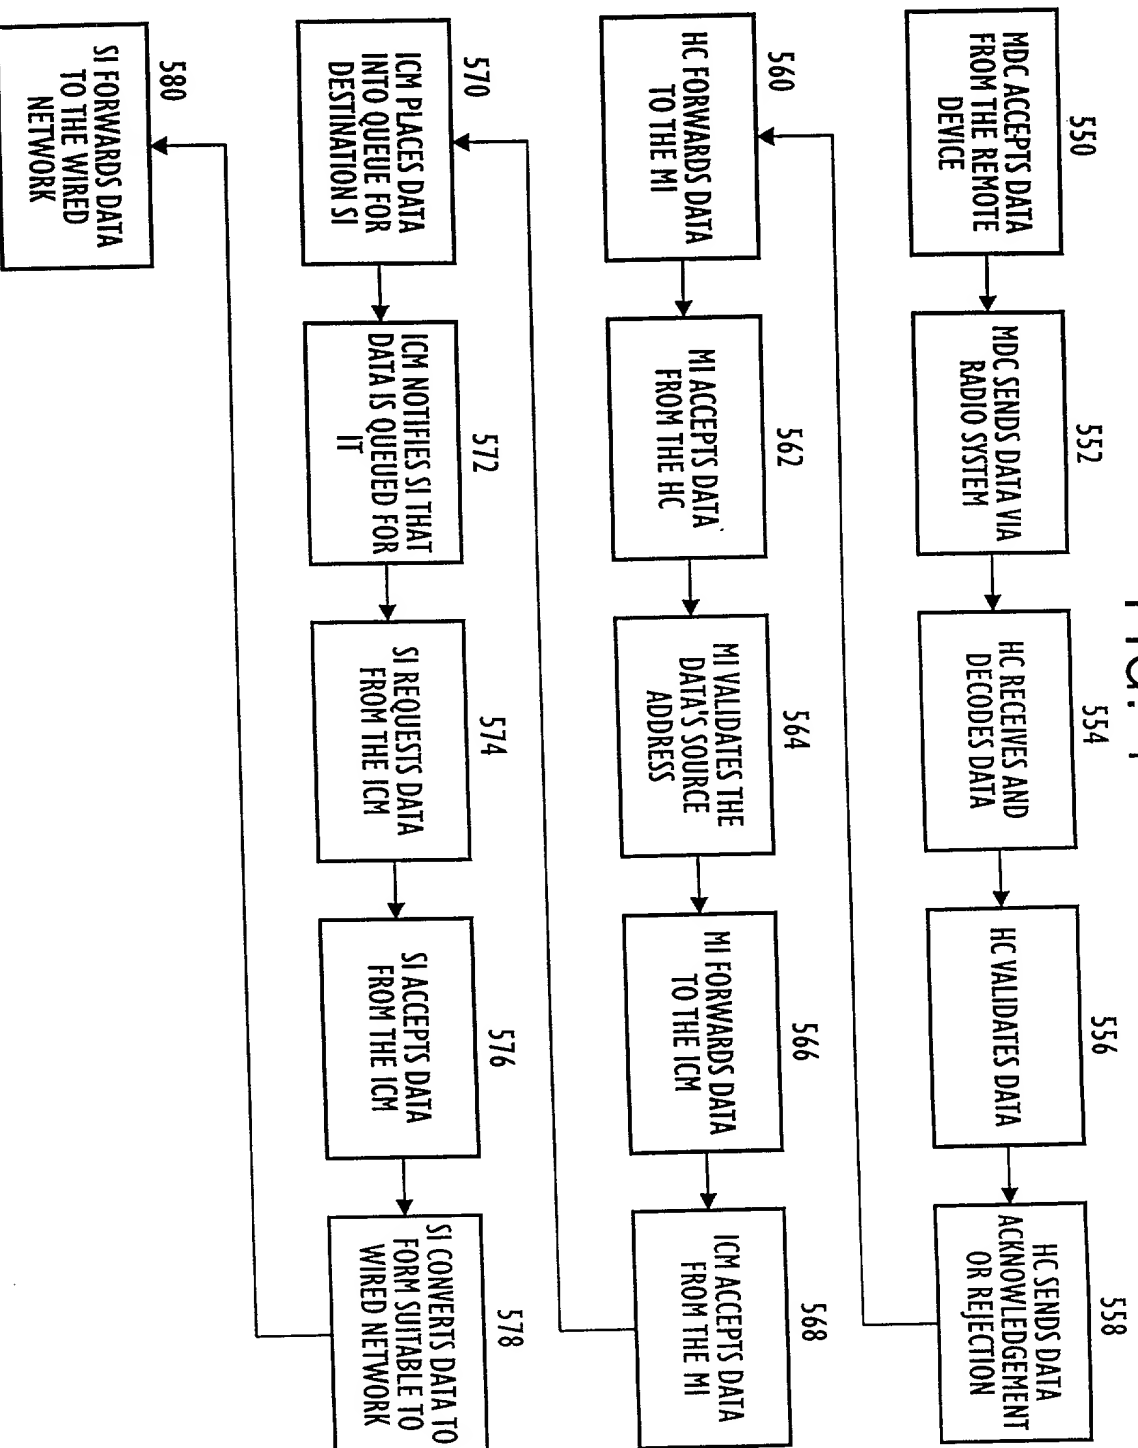 550
MDC ACCEPTS DATA
FROM THE REMOTE
DEVICE
552
MDC SENDS DATA VIA
RADIO SYSTEM
554
HC RECEIVES AND
DECODES DATA
556
HC VALIDATES DATA
558
HC SENDS DATA
ACKNOWLEDGEMENT
OR REJECTION
560
HC FORWARDS DATA
TO THE MI
562
MI ACCEPTS DATA
FROM THE HC
564
MI VALIDATES THE
DATA'S SOURCE
ADDRESS
566
MI FORWARDS DATA
TO THE ICM
568
ICM ACCEPTS DATA
FROM THE MI
570
ICM PLACES DATA
INTO QUEUE FOR
DESTINATION SI
572
ICM NOTIFIES SI THAT
DATA IS QUEUED FOR
IT
574
SI REQUESTS DATA
FROM THE ICM
576
SI ACCEPTS DATA
FROM THE ICM
578
SI CONVERTS DATA TO
FORM SUITABLE TO
WIRED NETWORK
580
SI FORWARDS DATA
TO THE WIRED
NETWORK